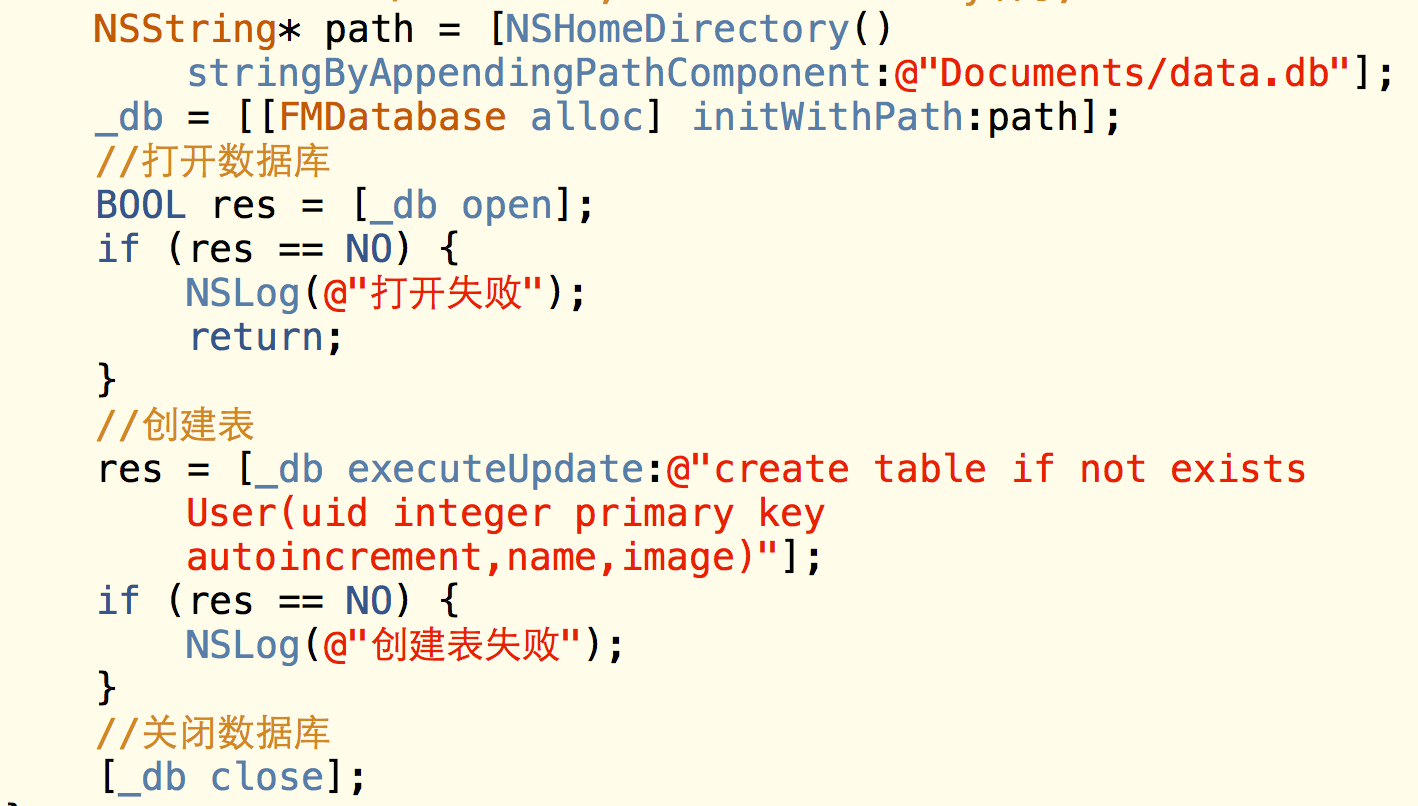 NSString* path = [NSHomeDirectory()
stringByAppendingPathComponent:@"Documents/data.db"];
_db = [[FMDatabase alloc] initWithPath:path];
//打开数据库
BOOL res = [_db open];
if (res == NO) {
NSLog(@"打开失败");
return;
}
//创建表
res = [_db executeUpdate:@"create table if not exists
User(uid integer primary key
autoincrement,name,image)"];
if (res == NO) {
NSLog(@"创建表失败");
}
//关闭数据库
[_db close];